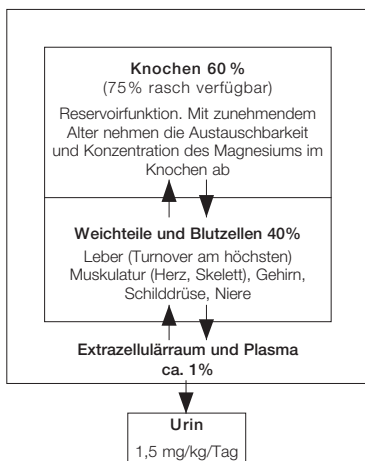 Knochen 60 %
(75% rasch verfügbar)
Reservoirfunktion. Mit zunehmendem
Alter nehmen die Austauschbarkeit
und Konzentration des Magnesiums im
Knochen ab
Weichteile und Blutzellen 40%
Leber (Turnover am höchsten)
Muskulatur (Herz, Skelett), Gehirn,
Schilddrüse, Niere
Extrazellulärraum und Plasma
ca. 1%
Urin
1,5 mg/kg/Tag